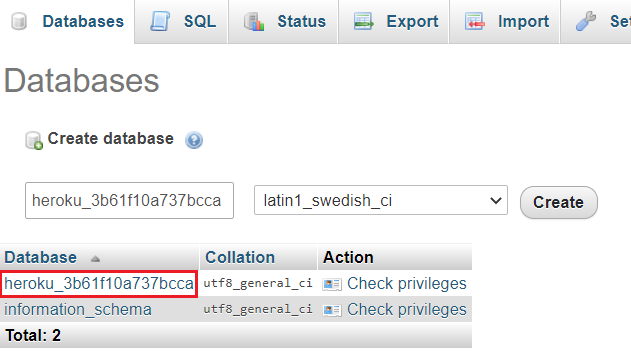 Databases SQL Status Export Import Set
Databases
Create database
heroku_3b61f10a737bcca latin1_swedish_ci Create
Database Collation Action
heroku_3b61f10a737bcca utf8_general_ci Check privileges
information_schema utf8_general_ci Check privileges
Total: 2